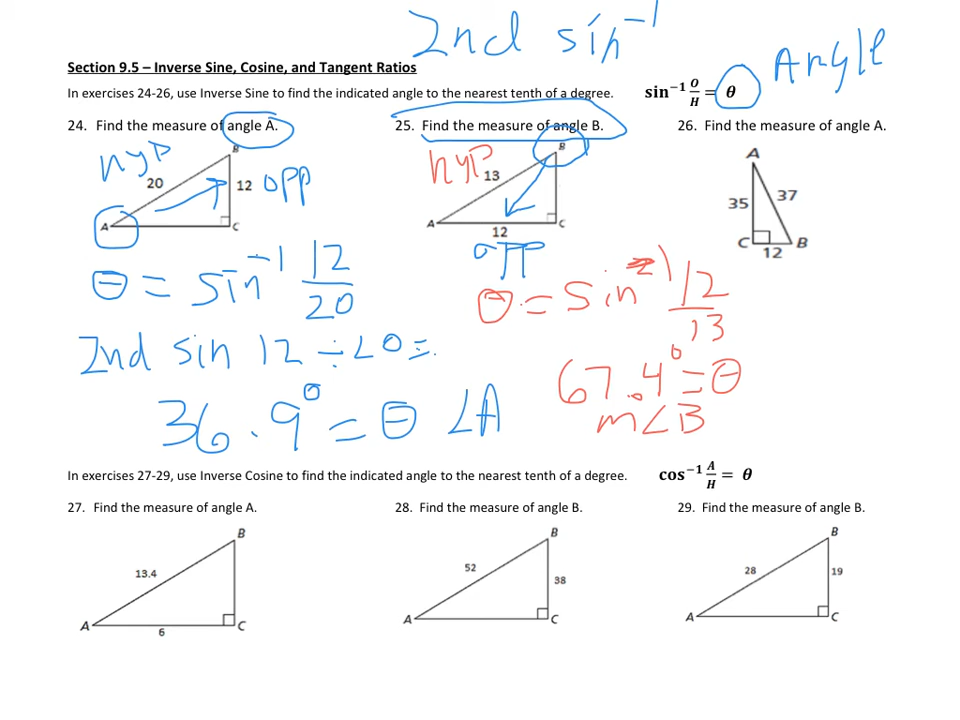 2nd sin⁻¹
Angle
Section 9.5 – Inverse Sine, Cosine, and Tangent Ratios
In exercises 24-26, use Inverse Sine to find the indicated angle to the nearest tenth of a degree. sin⁻¹ O/H = θ
24. Find the measure of angle A. 25. Find the measure of angle B. 26. Find the measure of angle A.
hyp B
20 12 opp
A C
hyp B
13
A C
12
opp
A
35 37
C B
12
θ = sin⁻¹ 12/20
θ = sin⁻¹ 12/13
2nd sin 12 ÷ 20 =
67.4° = θ
m∠B
36.9° = θ ∠A
In exercises 27-29, use Inverse Cosine to find the indicated angle to the nearest tenth of a degree. cos⁻¹ A/H = θ
27. Find the measure of angle A. 28. Find the measure of angle B. 29. Find the measure of angle B.
B
13.4
A C
6
B
52 38
A C
B
28 19
A C